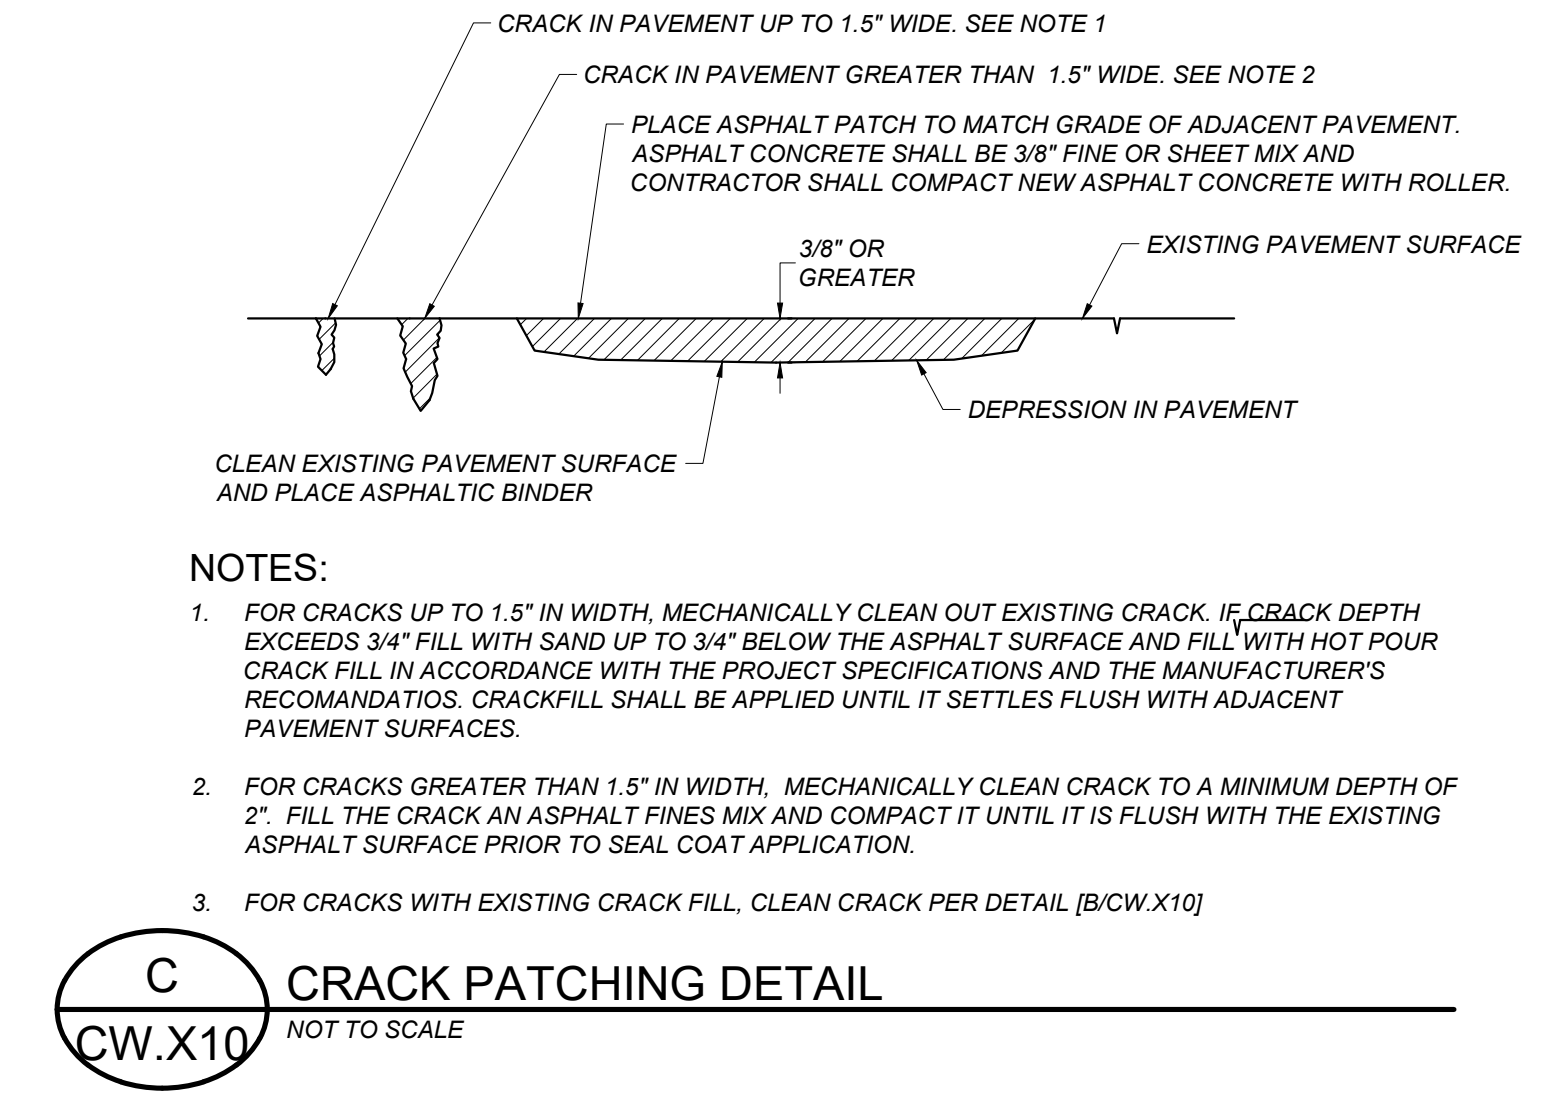 CRACK IN PAVEMENT UP TO 1.5" WIDE. SEE NOTE 1
CRACK IN PAVEMENT GREATER THAN 1.5" WIDE. SEE NOTE 2
PLACE ASPHALT PATCH TO MATCH GRADE OF ADJACENT PAVEMENT.
ASPHALT CONCRETE SHALL BE 3/8" FINE OR SHEET MIX AND
CONTRACTOR SHALL COMPACT NEW ASPHALT CONCRETE WITH ROLLER.
3/8" OR
GREATER
EXISTING PAVEMENT SURFACE
DEPRESSION IN PAVEMENT
CLEAN EXISTING PAVEMENT SURFACE
AND PLACE ASPHALTIC BINDER
NOTES:
1. FOR CRACKS UP TO 1.5" IN WIDTH, MECHANICALLY CLEAN OUT EXISTING CRACK. IF CRACK DEPTH
EXCEEDS 3/4" FILL WITH SAND UP TO 3/4" BELOW THE ASPHALT SURFACE AND FILL WITH HOT POUR
CRACK FILL IN ACCORDANCE WITH THE PROJECT SPECIFICATIONS AND THE MANUFACTURER'S
RECOMANDATIOS. CRACKFILL SHALL BE APPLIED UNTIL IT SETTLES FLUSH WITH ADJACENT
PAVEMENT SURFACES.
2. FOR CRACKS GREATER THAN 1.5" IN WIDTH, MECHANICALLY CLEAN CRACK TO A MINIMUM DEPTH OF
2". FILL THE CRACK AN ASPHALT FINES MIX AND COMPACT IT UNTIL IT IS FLUSH WITH THE EXISTING
ASPHALT SURFACE PRIOR TO SEAL COAT APPLICATION.
3. FOR CRACKS WITH EXISTING CRACK FILL, CLEAN CRACK PER DETAIL [B/CW.X10]
C
CW.X10
CRACK PATCHING DETAIL
NOT TO SCALE